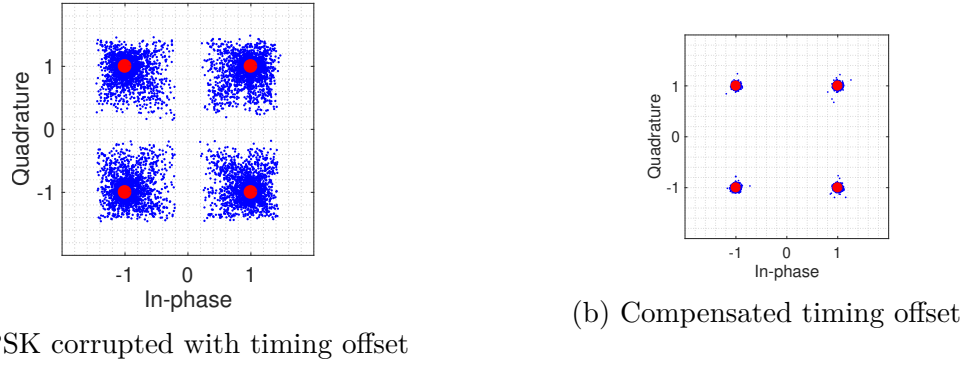 Quadrature
1
0
-1
-1 0 1
In-phase
SK corrupted with timing offset
Quadrature
1
0
-1
-1 0 1
In-phase
(b) Compensated timing offset